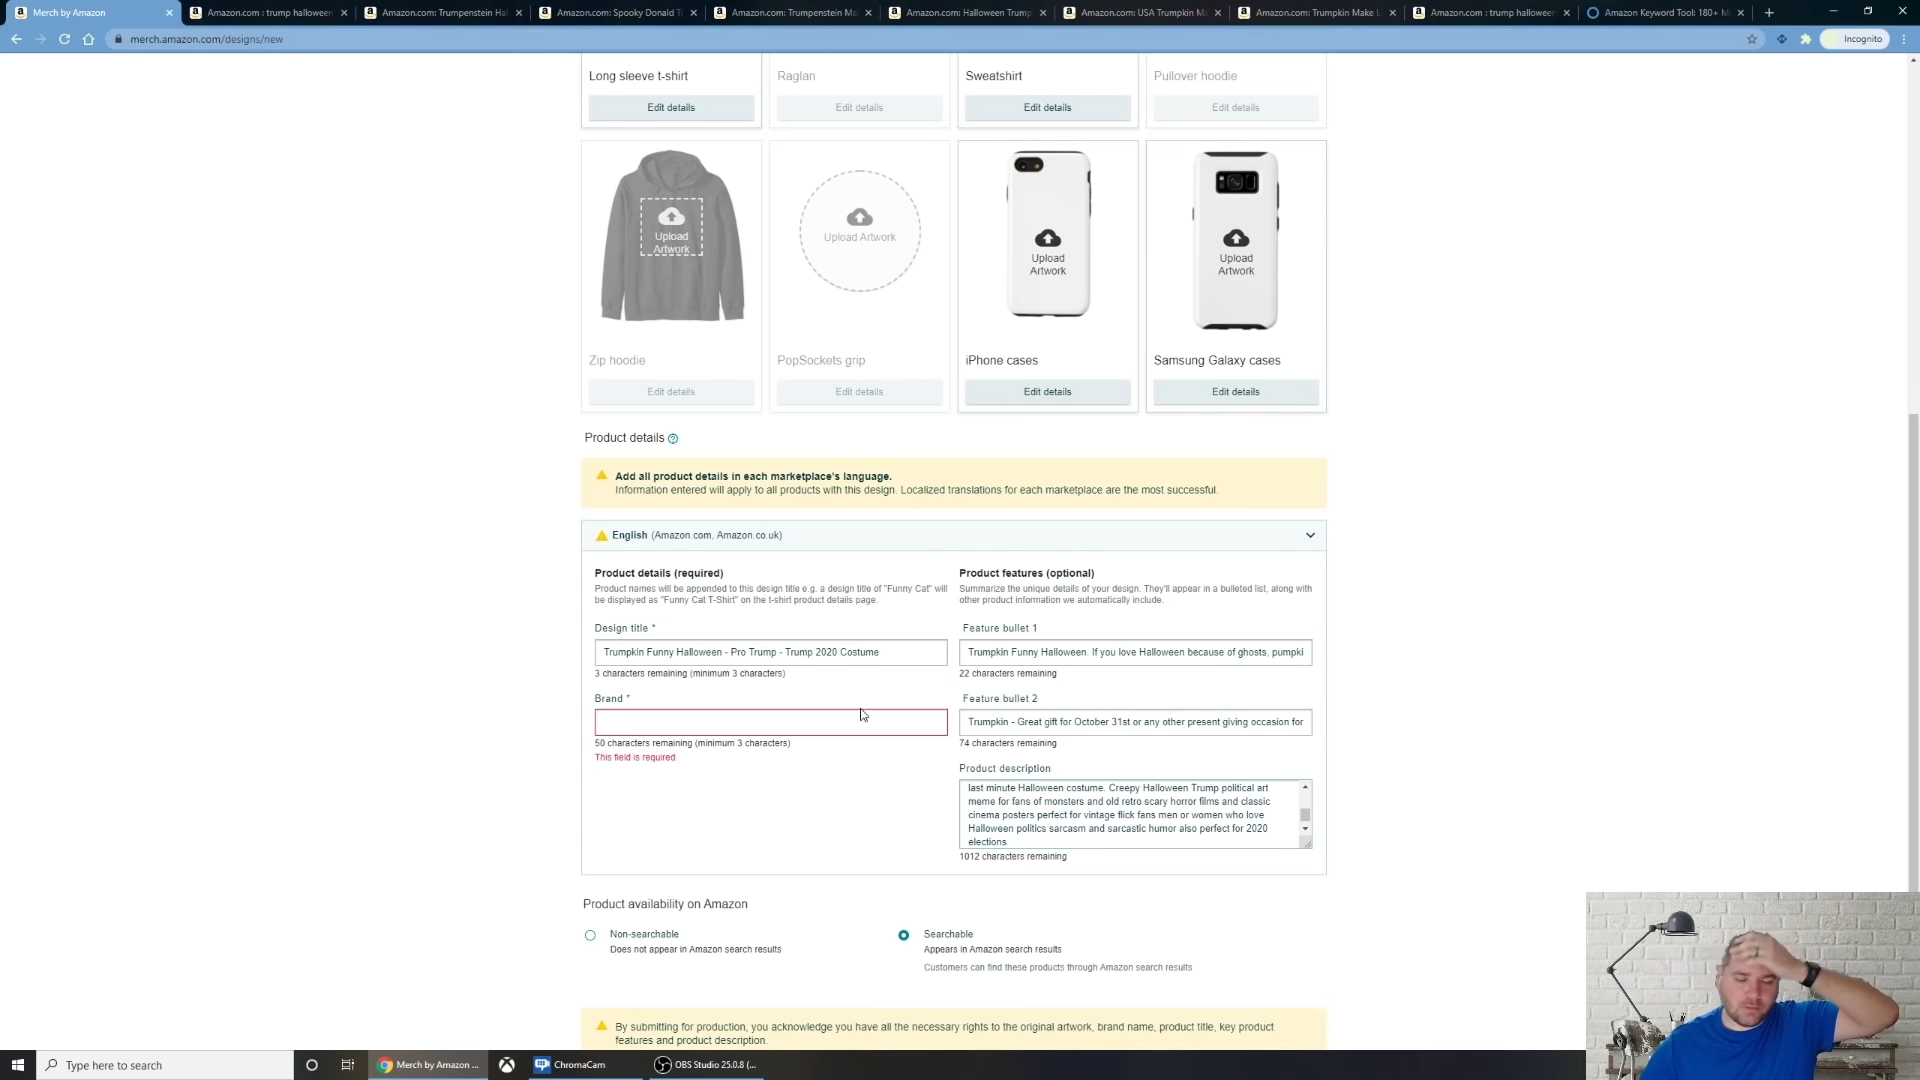 Merch by Amazon
Amazon.com : trump halloween
Amazon.com: Trumpenstein Ha
Amazon.com: Spooky Donald T
Amazon.com: Trumpenstein Ma
Amazon.com: Halloween Trump
Amazon.com: USA Trumpkin M
Amazon.com: Trumpkin Make L
Amazon.com : trump halloween
Amazon Keyword Tool: 180+ M
merch.amazon.com/designs/new
Incognito
Long sleeve t-shirt
Raglan
Sweatshirt
Pullover hoodie
Edit details
Edit details
Edit details
Edit details
Upload
Artwork
Upload Artwork
Upload
Artwork
Upload
Artwork
Zip hoodie
PopSockets grip
iPhone cases
Samsung Galaxy cases
Edit details
Edit details
Edit details
Edit details
Product details
Add all product details in each marketplace's language.
Information entered will apply to all products with this design. Localized translations for each marketplace are the most successful.
English (Amazon.com, Amazon.co.uk)
Product details (required)
Product names will be appended to this design title e.g. a design title of "Funny Cat" will
be displayed as "Funny Cat T-Shirt" on the t-shirt product details page.
Design title *
Trumpkin Funny Halloween - Pro Trump - Trump 2020 Costume
3 characters remaining (minimum 3 characters)
Brand *
50 characters remaining (minimum 3 characters)
This field is required.
Product features (optional)
Summarize the unique details of your design. They'll appear in a bulleted list, along with
other product information we automatically include.
Feature bullet 1
Trumpkin Funny Halloween. If you love Halloween because of ghosts, pumpki
22 characters remaining
Feature bullet 2
Trumpkin - Great gift for October 31st or any other present giving occasion for
74 characters remaining
Product description
last minute Halloween costume. Creepy Halloween Trump political art
meme for fans of monsters and old retro scary horror films and classic
cinema posters perfect for vintage flick fans men or women who love
Halloween politics sarcasm and sarcastic humor also perfect for 2020
elections.
1012 characters remaining
Product availability on Amazon
Non-searchable
Does not appear in Amazon search results
Searchable
Appears in Amazon search results
Customers can find these products through Amazon search results
By submitting for production, you acknowledge you have all the necessary rights to the original artwork, brand name, product title, key product
features and product description.
Type here to search
Merch by Amazon ...
ChromaCam
OBS Studio 25.0.8 (...